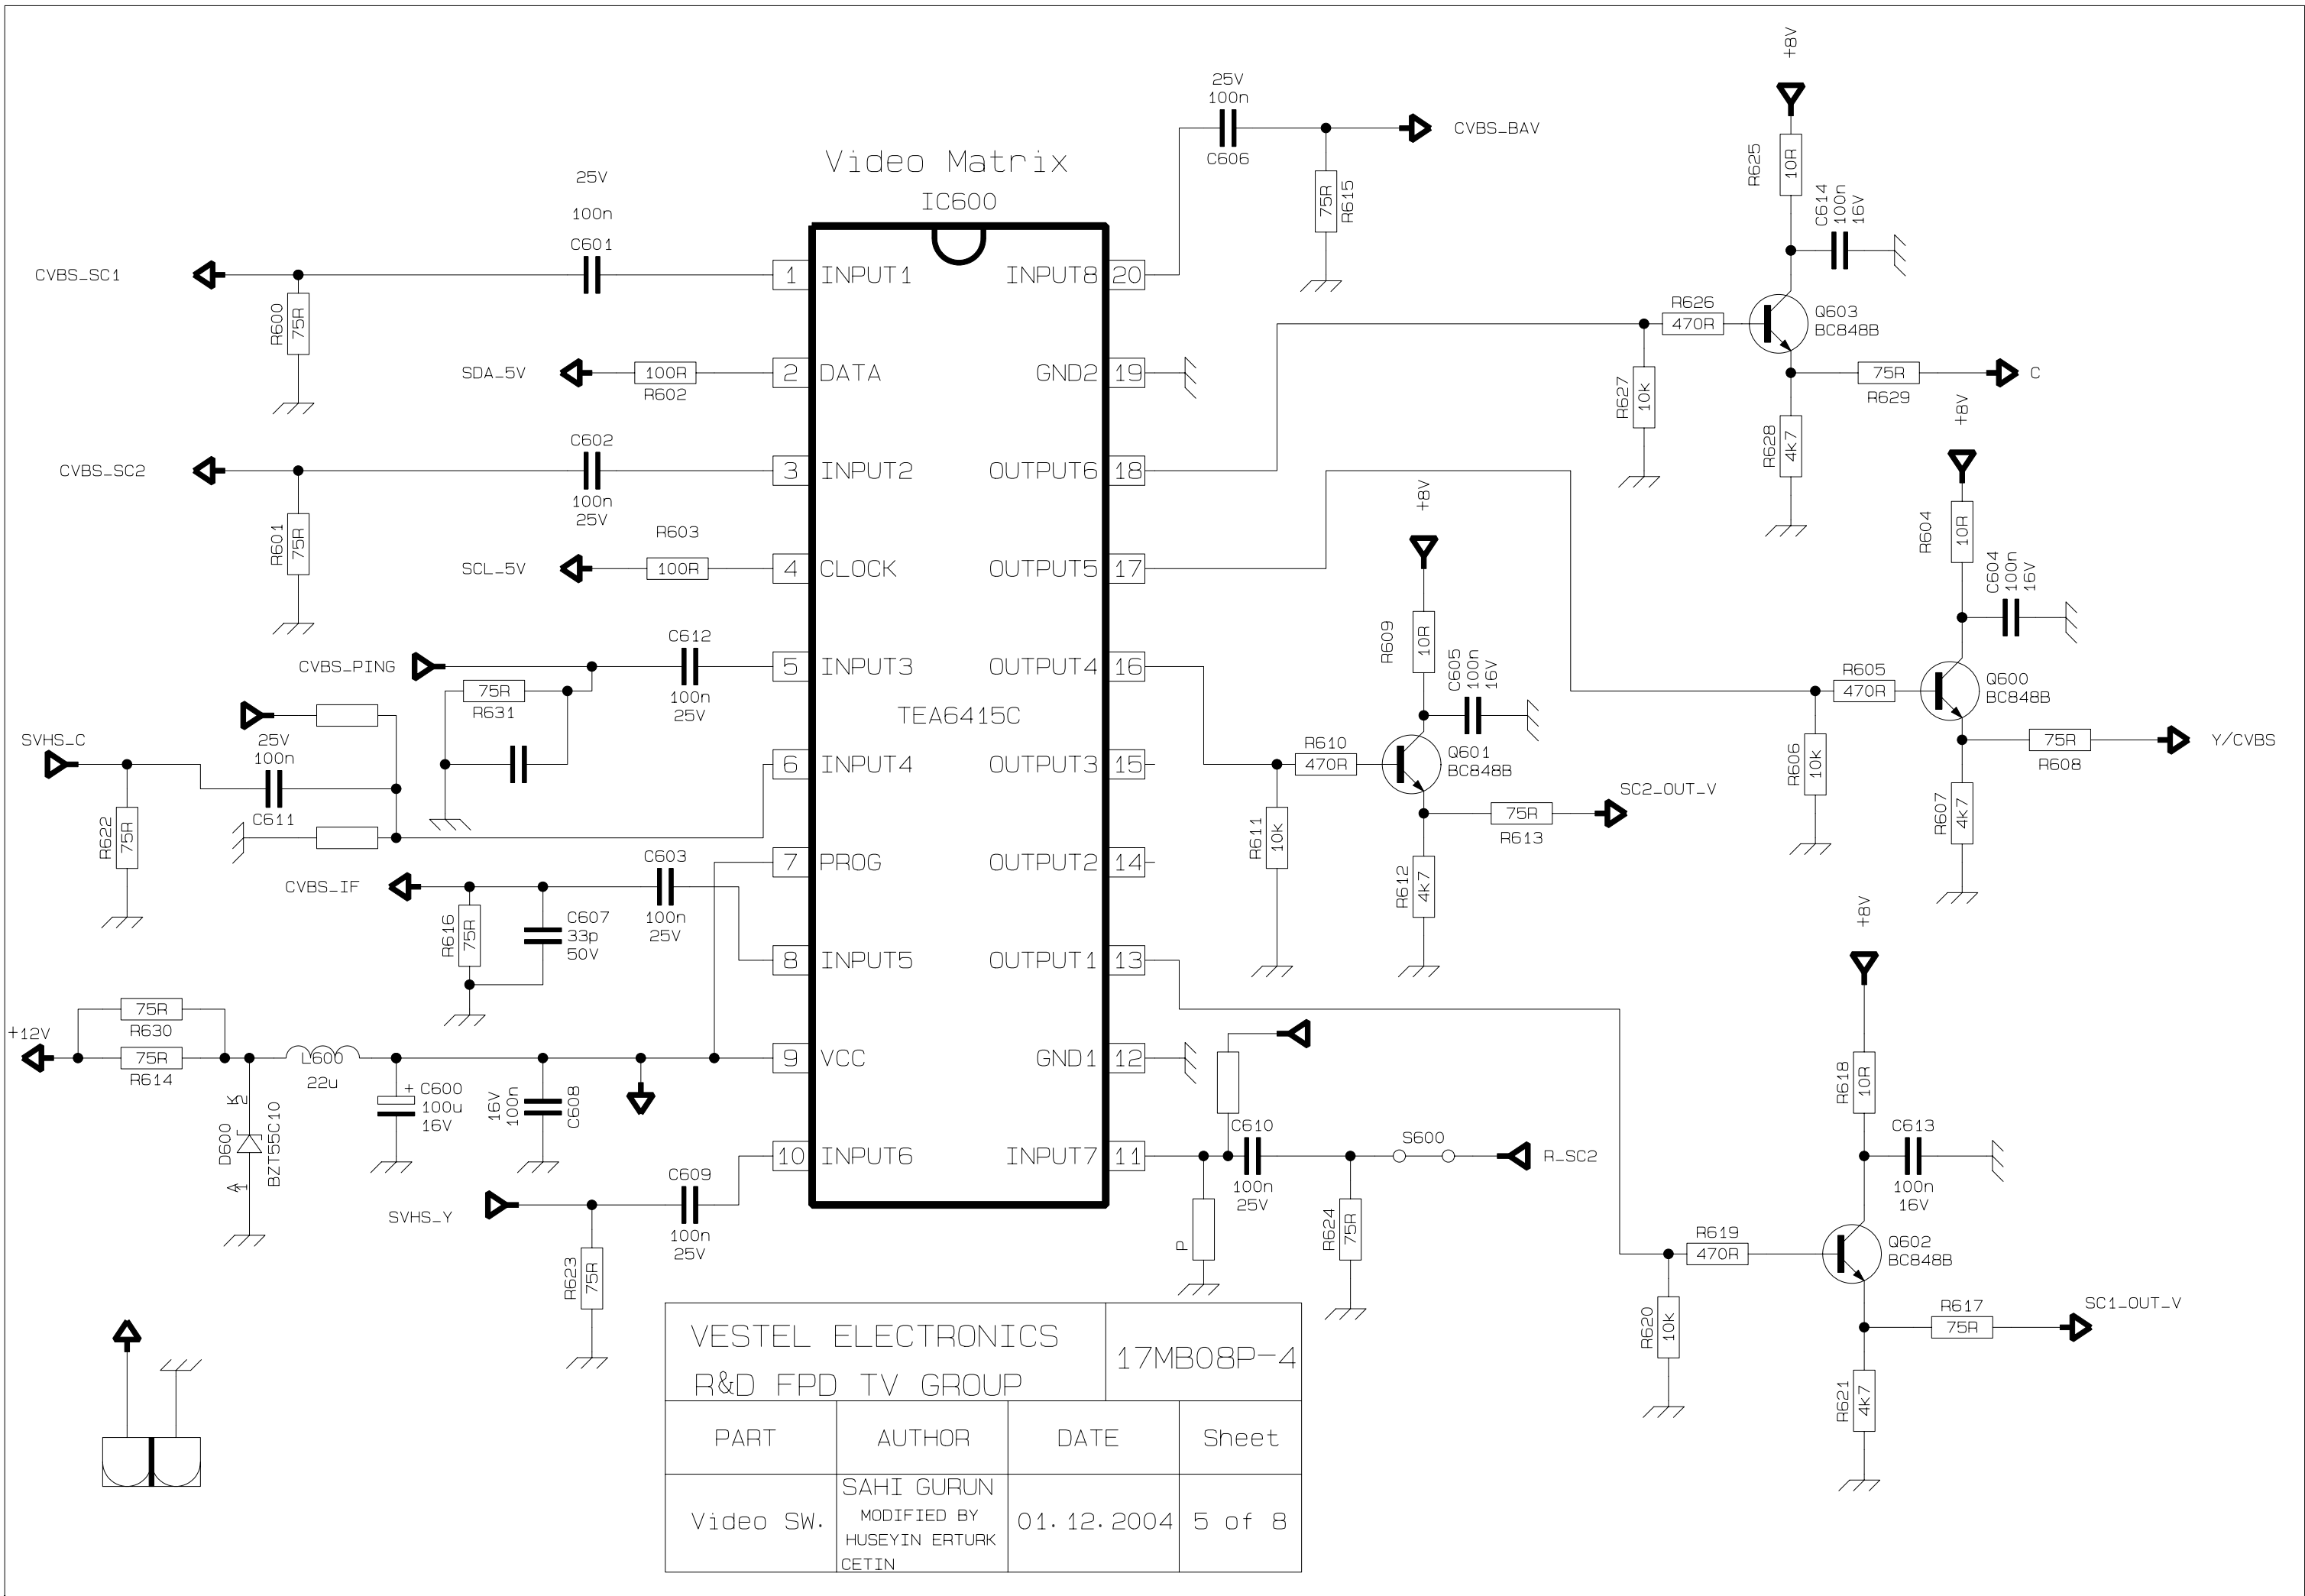 Video Matrix
IC600
TEA6415C
1 INPUT1
2 DATA
3 INPUT2
4 CLOCK
5 INPUT3
6 INPUT4
7 PROG
8 INPUT5
9 VCC
10 INPUT6
INPUT8 20
GND2 19
OUTPUT6 18
OUTPUT5 17
OUTPUT4 16
OUTPUT3 15
OUTPUT2 14
OUTPUT1 13
GND1 12
INPUT7 11
CVBS_SC1
R600
75R
25V
100n
C601
SDA_5V
100R
R602
CVBS_SC2
R601
75R
C602
100n
25V
R603
SCL_5V
100R
CVBS_PING
C612
100n
25V
75R
R631
SVHS_C
25V
100n
C611
R622
75R
CVBS_IF
C603
100n
25V
R616
75R
C607
33p
50V
+12V
75R
R630
75R
R614
L600
22u
K
2
D600
BZT55C10
A
1
+
C600
100u
16V
16V
100n
C608
SVHS_Y
C609
100n
25V
R623
75R
25V
100n
C606
75R
R615
CVBS_BAV
+8V
R625
10R
C614
100n
16V
R626
470R
Q603
BC848B
R627
10k
75R
R629
C
R628
4k7
+8V
R604
10R
C604
100n
16V
R605
470R
Q600
BC848B
R606
10k
75R
R608
Y/CVBS
R607
4k7
+8V
R609
10R
C605
100n
16V
R610
470R
Q601
BC848B
R611
10k
75R
R613
SC2_OUT_V
R612
4k7
+8V
R618
10R
C613
100n
16V
R619
470R
Q602
BC848B
R620
10k
R617
75R
SC1_OUT_V
R621
4k7
C610
100n
25V
S600
R_SC2
P
R624
75R
VESTEL ELECTRONICS
R&D FPD TV GROUP
17MB08P-4
PART AUTHOR DATE Sheet
Video SW.
SAHI GURUN
MODIFIED BY
HUSEYIN ERTURK
CETIN
01.12.2004
5 of 8